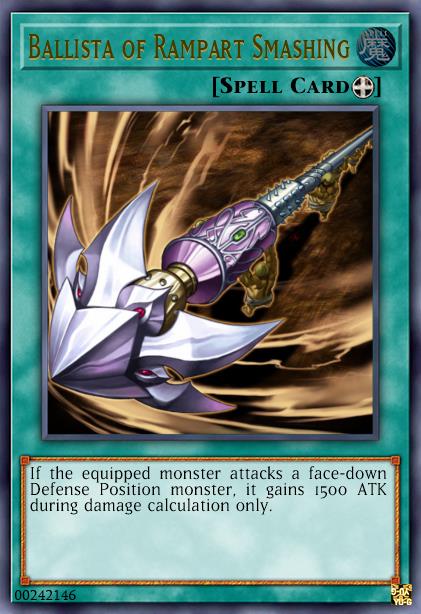 BALLISTA OF RAMPART SMASHING 魔
[SPELL CARD]
If the equipped monster attacks a face-down
Defense Position monster, it gains 1500 ATK
during damage calculation only.
00242146